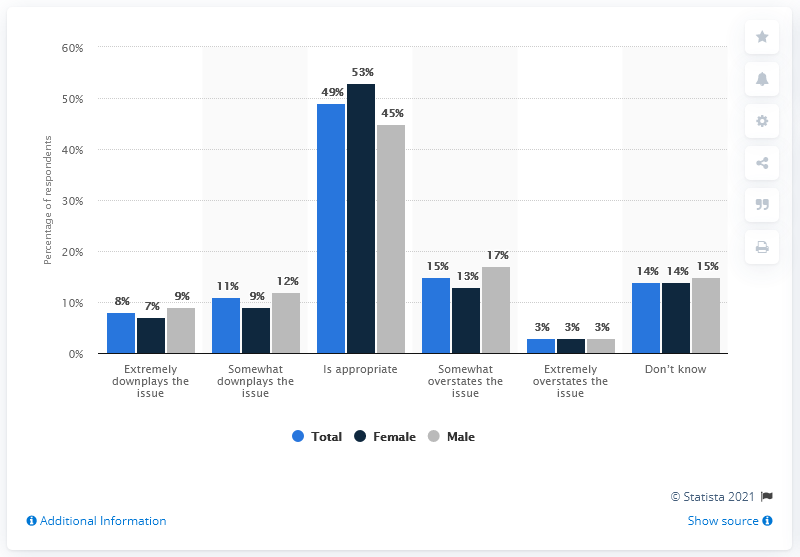 60%
50%
40%
30%
20%
10%
0%
Percentage of respondents
8% 7% 9%
11% 9% 12%
49% 53% 45%
15% 13% 17%
3% 3% 3%
14% 14% 15%
Extremely
downplays the
issue
Somewhat
downplays the
issue
Is appropriate
Somewhat
overstates the
issue
Extremely
overstates the
issue
Don't know
Total Female Male
© Statista 2021
Additional Information
Show source